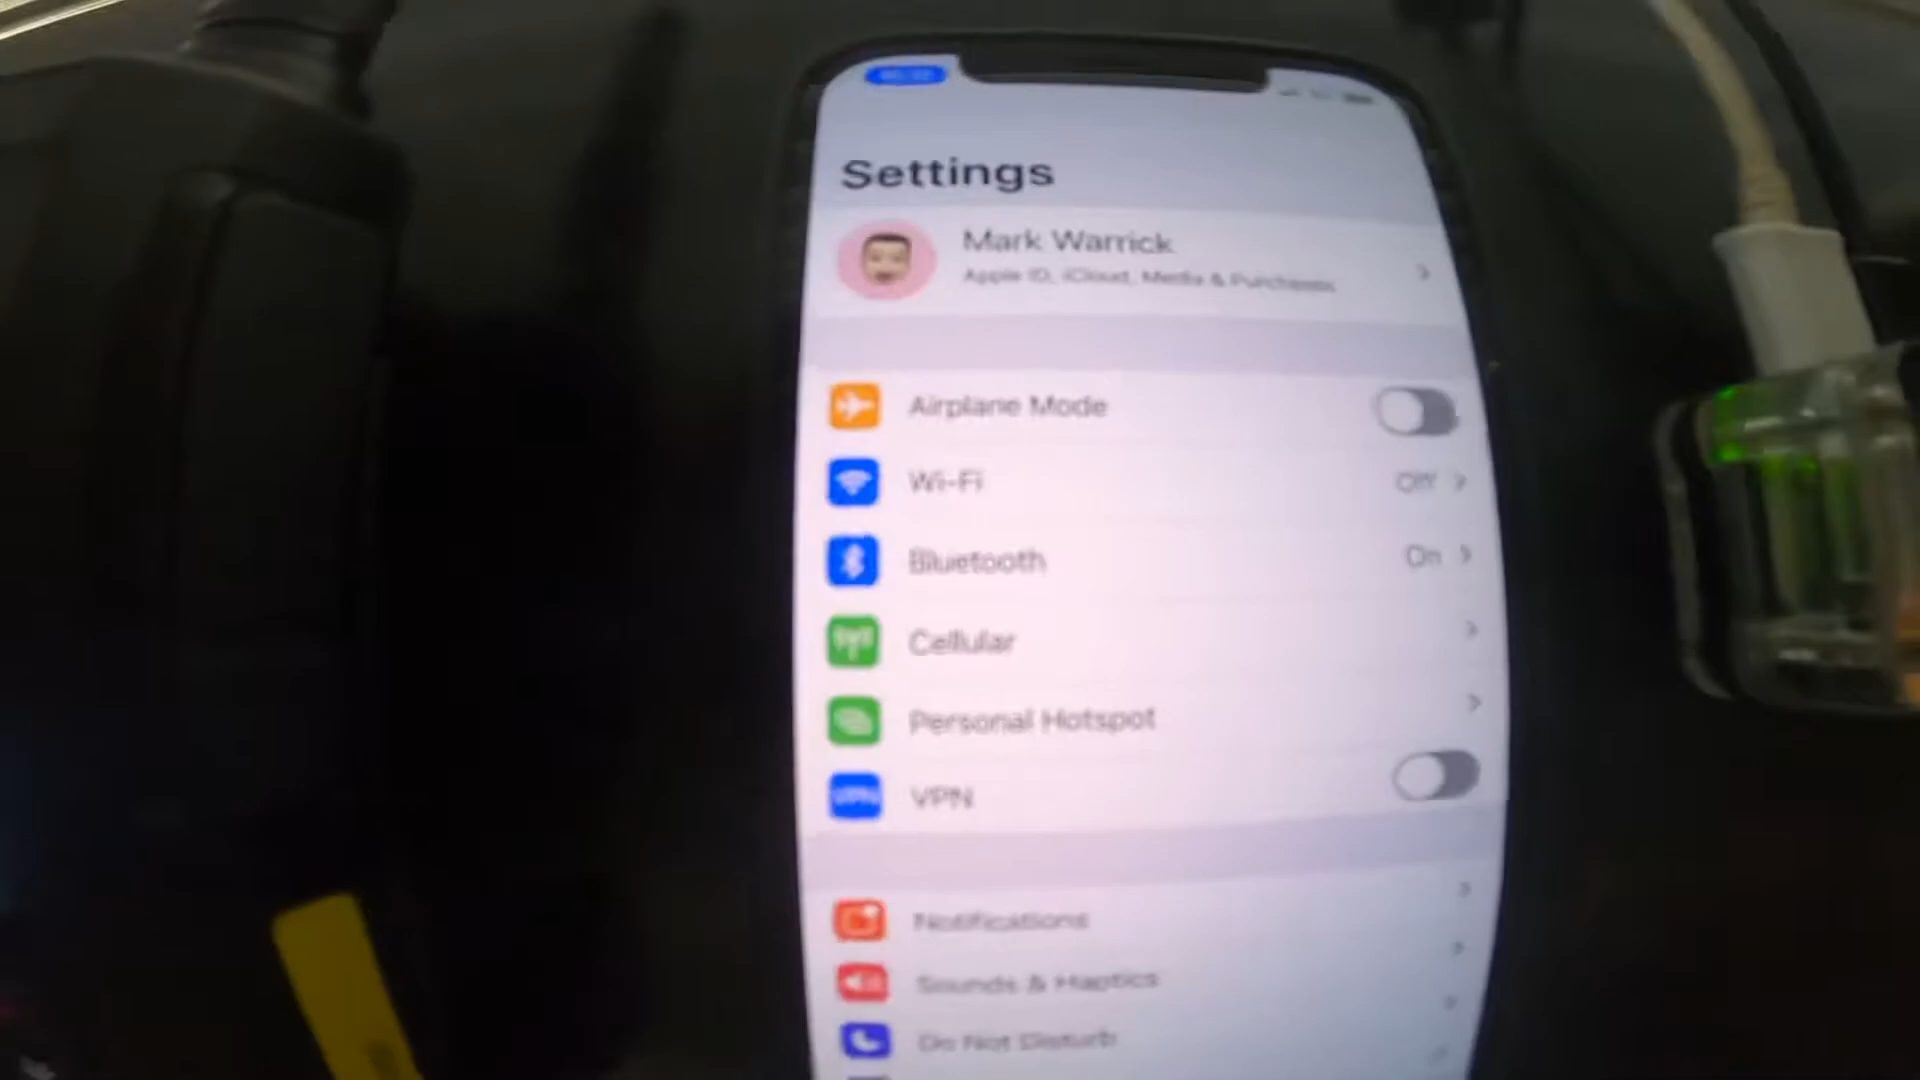 Settings
Mark Warrick
Apple ID, iCloud, Media & Purchases
Airplane Mode
Wi-Fi
Off
Bluetooth
On
Cellular
Personal Hotspot
VPN
VPN
Notifications
Sounds & Haptics
Do Not Disturb